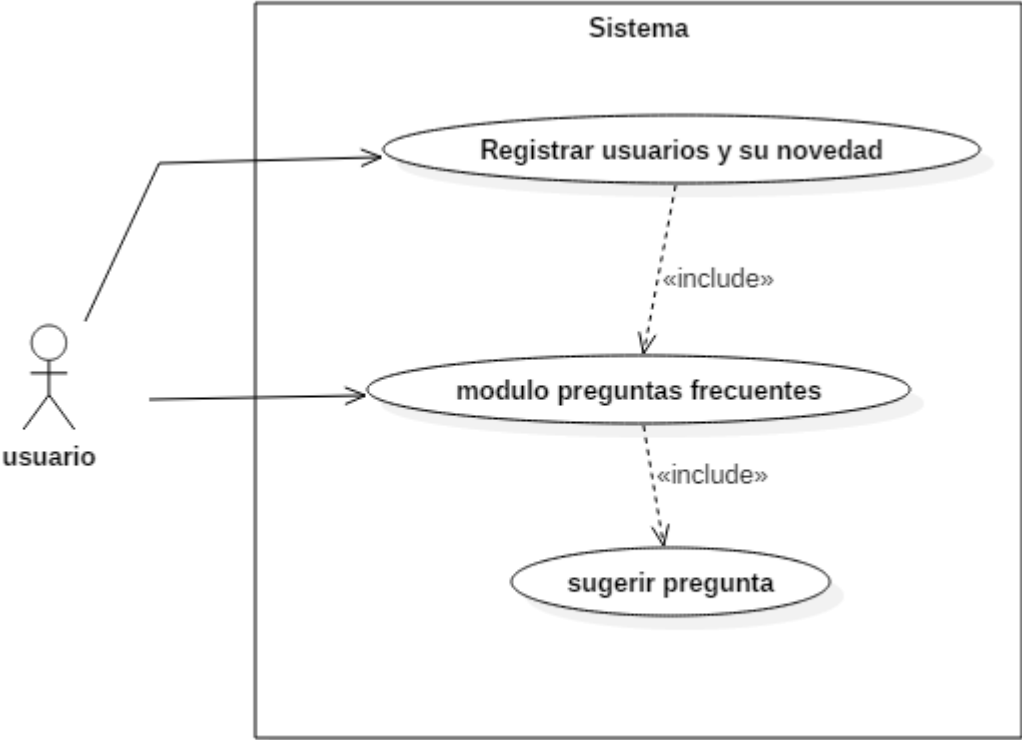 Sistema
Registrar usuarios y su novedad
«include»
modulo preguntas frecuentes
usuario
«include»
sugerir pregunta